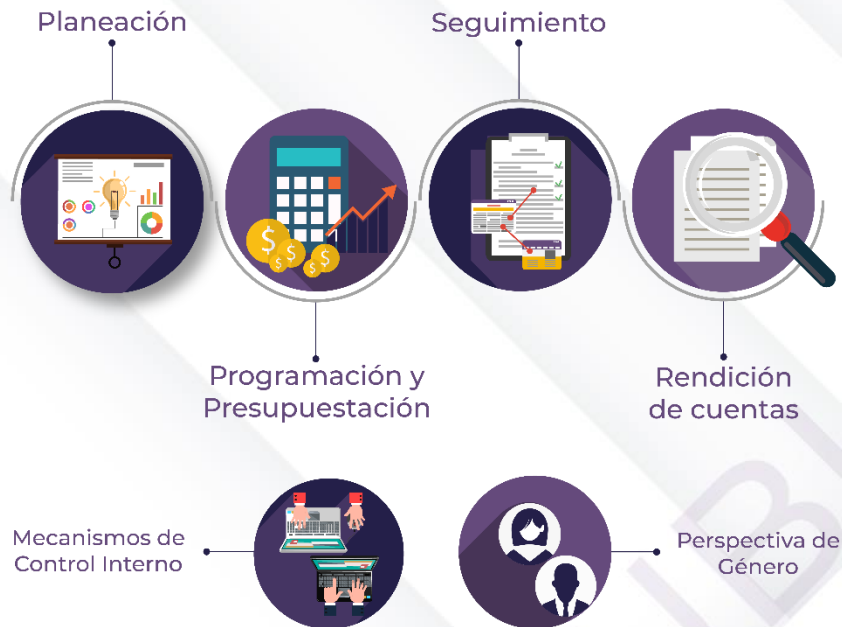 Planeación
Seguimiento
Programación y
Presupuestación
Rendición
de cuentas
Mecanismos de
Control Interno
Perspectiva de
Género